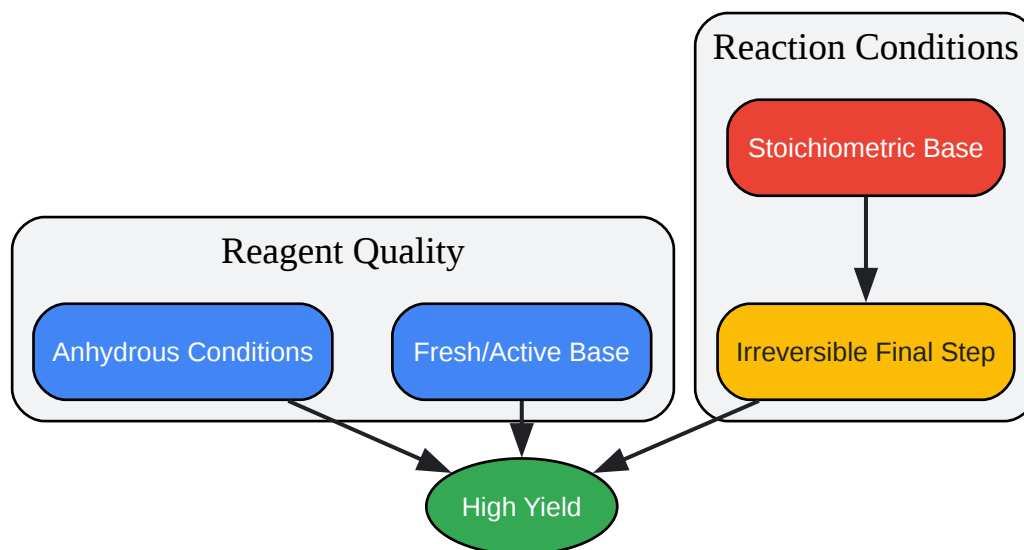 Reaction Conditions
Stoichiometric Base
Reagent Quality
Anhydrous Conditions
Fresh/Active Base
Irreversible Final Step
High Yield